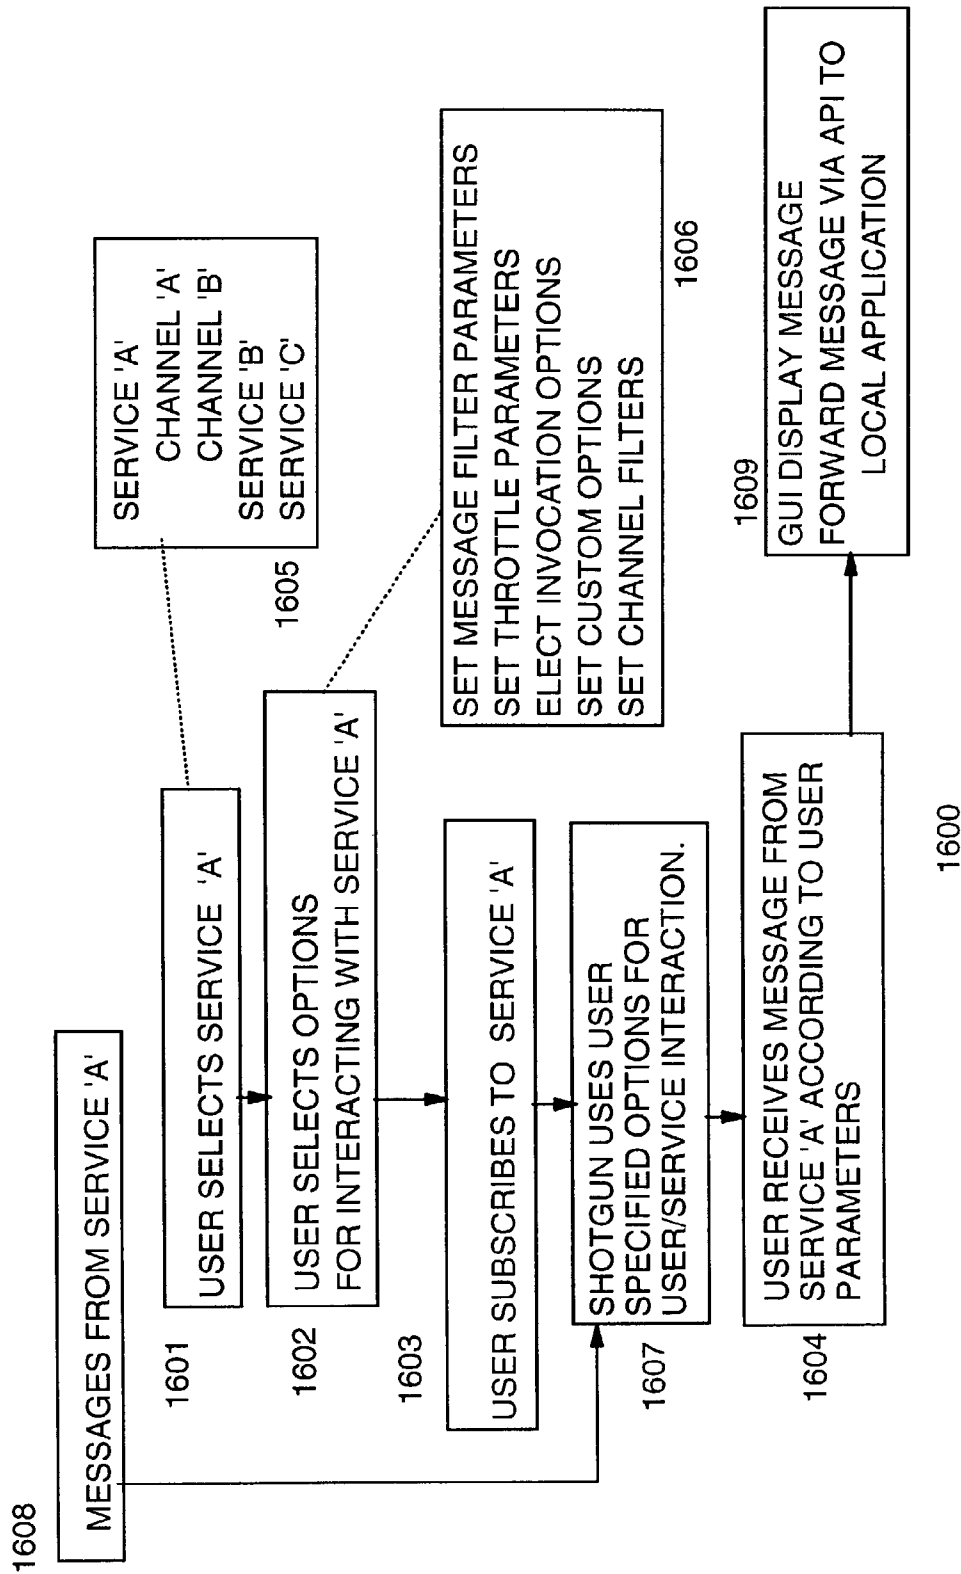 1608
MESSAGES FROM SERVICE 'A'
1601
USER SELECTS SERVICE 'A'
SERVICE 'A'
CHANNEL 'A'
CHANNEL 'B'
SERVICE 'B'
SERVICE 'C'
1605
1602
USER SELECTS OPTIONS
FOR INTERACTING WITH SERVICE 'A'
SET MESSAGE FILTER PARAMETERS
SET THROTTLE PARAMETERS
ELECT INVOCATION OPTIONS
SET CUSTOM OPTIONS
SET CHANNEL FILTERS
1606
1603
USER SUBSCRIBES TO SERVICE 'A'
1607
SHOTGUN USES USER
SPECIFIED OPTIONS FOR
USER/SERVICE INTERACTION.
1604
USER RECEIVES MESSAGE FROM
SERVICE 'A' ACCORDING TO USER
PARAMETERS
1609
GUI DISPLAY MESSAGE
FORWARD MESSAGE VIA API TO
LOCAL APPLICATION
1600